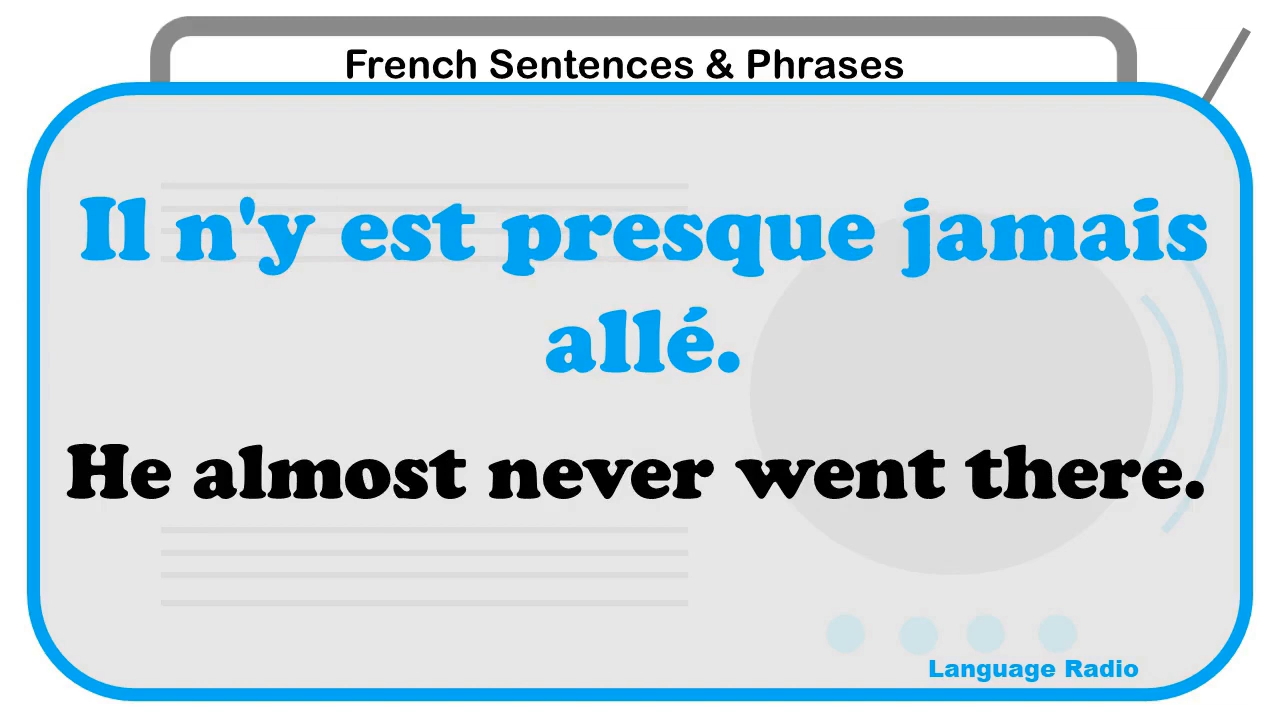 French Sentences & Phrases
Il n'y est presque jamais
allé.
He almost never went there.
Language Radio